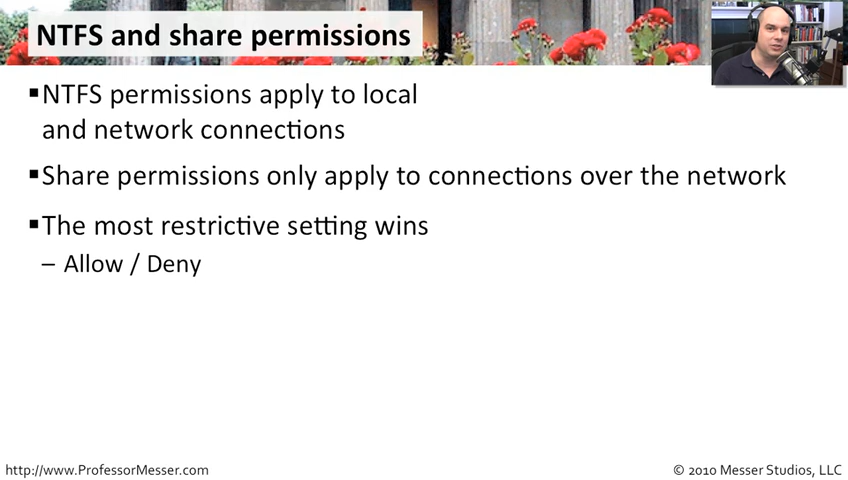 NTFS and share permissions
▪NTFS permissions apply to local
and network connections
▪Share permissions only apply to connections over the network
▪The most restrictive setting wins
– Allow / Deny
http://www.ProfessorMesser.com
© 2010 Messer Studios, LLC